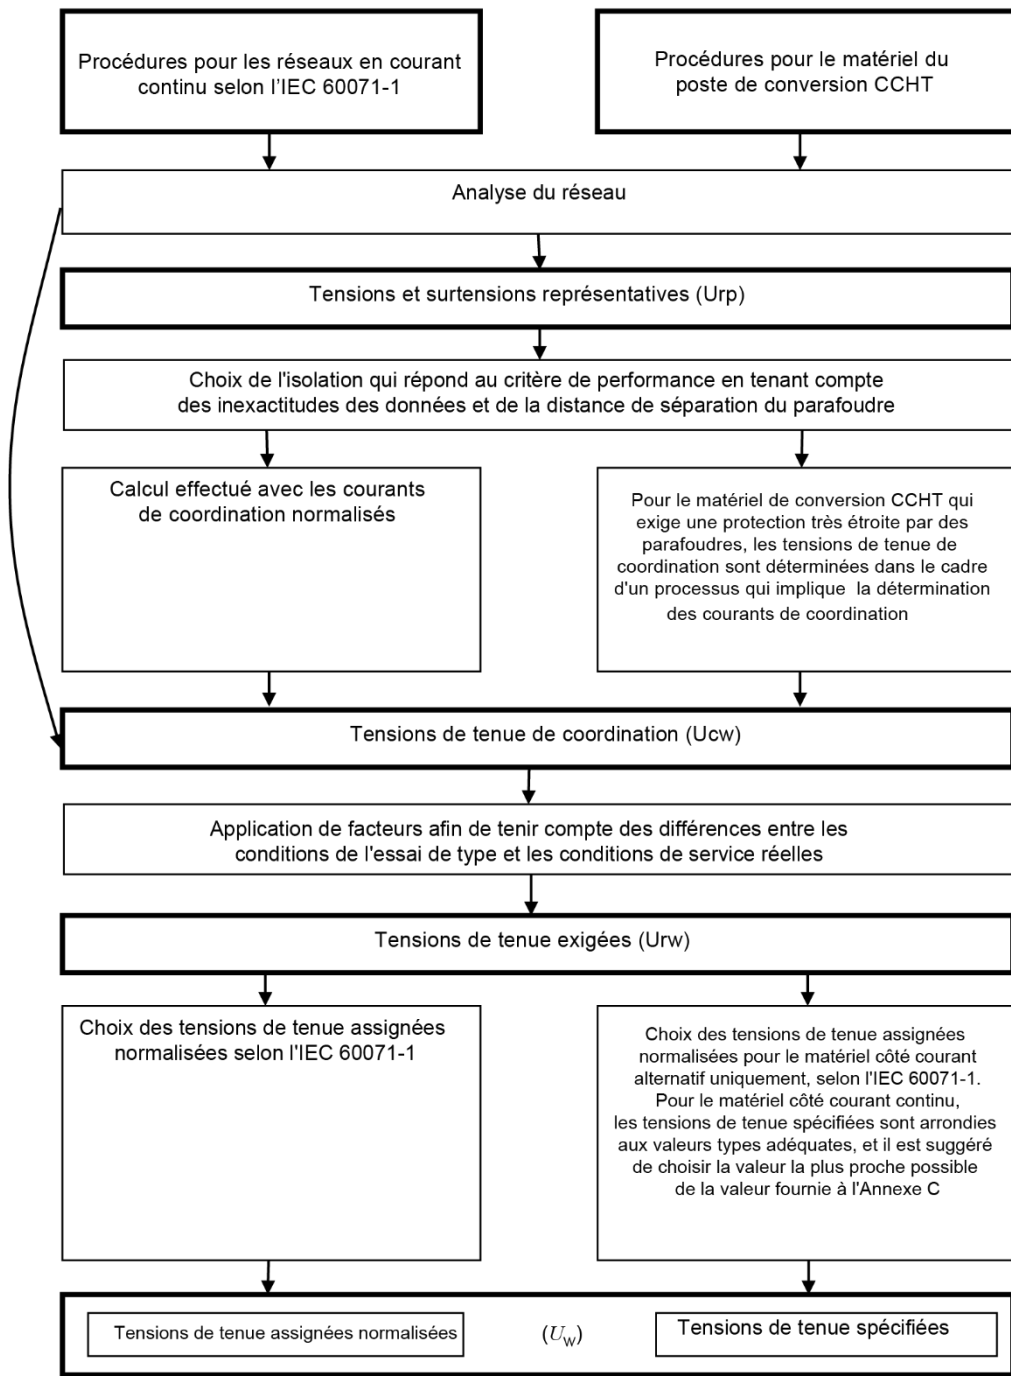 Procédures pour les réseaux en courant
continu selon l'IEC 60071-1
Procédures pour le matériel du
poste de conversion CCHT
Analyse du réseau
Tensions et surtensions représentatives (Urp)
Choix de l'isolation qui répond au critère de performance en tenant compte
des inexactitudes des données et de la distance de séparation du parafoudre
Calcul effectué avec les courants
de coordination normalisés
Pour le matériel de conversion CCHT qui
exige une protection très étroite par des
parafoudres, les tensions de tenue de
coordination sont déterminées dans le cadre
d'un processus qui implique la détermination
des courants de coordination
Tensions de tenue de coordination (Ucw)
Application de facteurs afin de tenir compte des différences entre les
conditions de l'essai de type et les conditions de service réelles
Tensions de tenue exigées (Urw)
Choix des tensions de tenue assignées
normalisées selon l'IEC 60071-1
Choix des tensions de tenue assignées
normalisées pour le matériel côté courant
alternatif uniquement, selon l'IEC 60071-1.
Pour le matériel côté courant continu,
les tensions de tenue spécifiées sont arrondies
aux valeurs types adéquates, et il est suggéré
de choisir la valeur la plus proche possible
de la valeur fournie à l'Annexe C
Tensions de tenue assignées normalisées
(Uw)
Tensions de tenue spécifiées